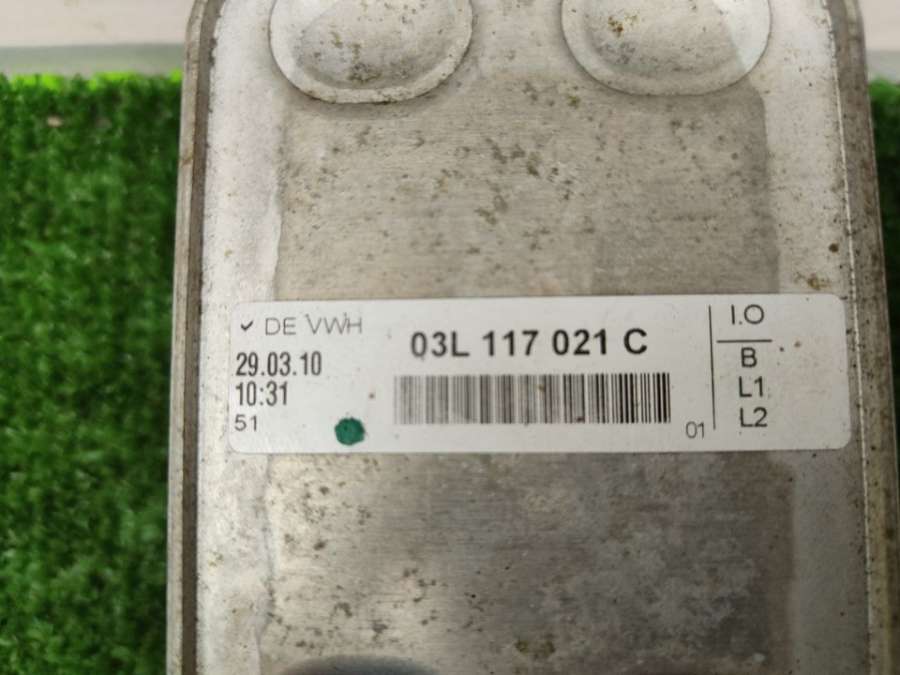 ✓ DE VWH
29.03.10
10:31
51
03L 117 021 C
01
I.O
B
L1
L2